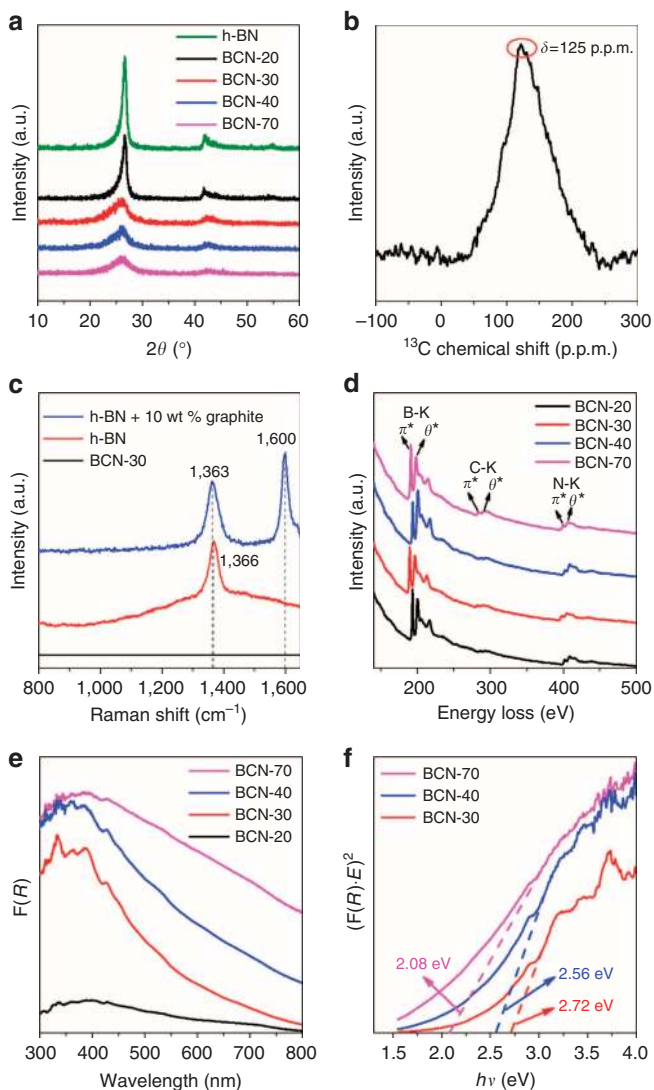 a
h-BN
BCN-20
BCN-30
BCN-40
BCN-70
Intensity (a.u.)
10 20 30 40 50 60
2θ (°)
b
δ=125 p.p.m.
Intensity (a.u.)
−100 0 100 200 300
¹³C chemical shift (p.p.m.)
c
h-BN + 10 wt % graphite
h-BN
BCN-30
1,600
1,363
1,366
Intensity (a.u.)
800 1,000 1,200 1,400 1,600
Raman shift (cm⁻¹)
d
BCN-20
BCN-30
BCN-40
BCN-70
B-K
π* θ*
C-K
π* θ*
N-K
π* θ*
Intensity (a.u.)
200 300 400 500
Energy loss (eV)
e
BCN-70
BCN-40
BCN-30
BCN-20
F(R)
300 400 500 600 700 800
Wavelength (nm)
f
BCN-70
BCN-40
BCN-30
(F(R)·E)²
2.08 eV
2.56 eV
2.72 eV
1.5 2.0 2.5 3.0 3.5 4.0
hν (eV)